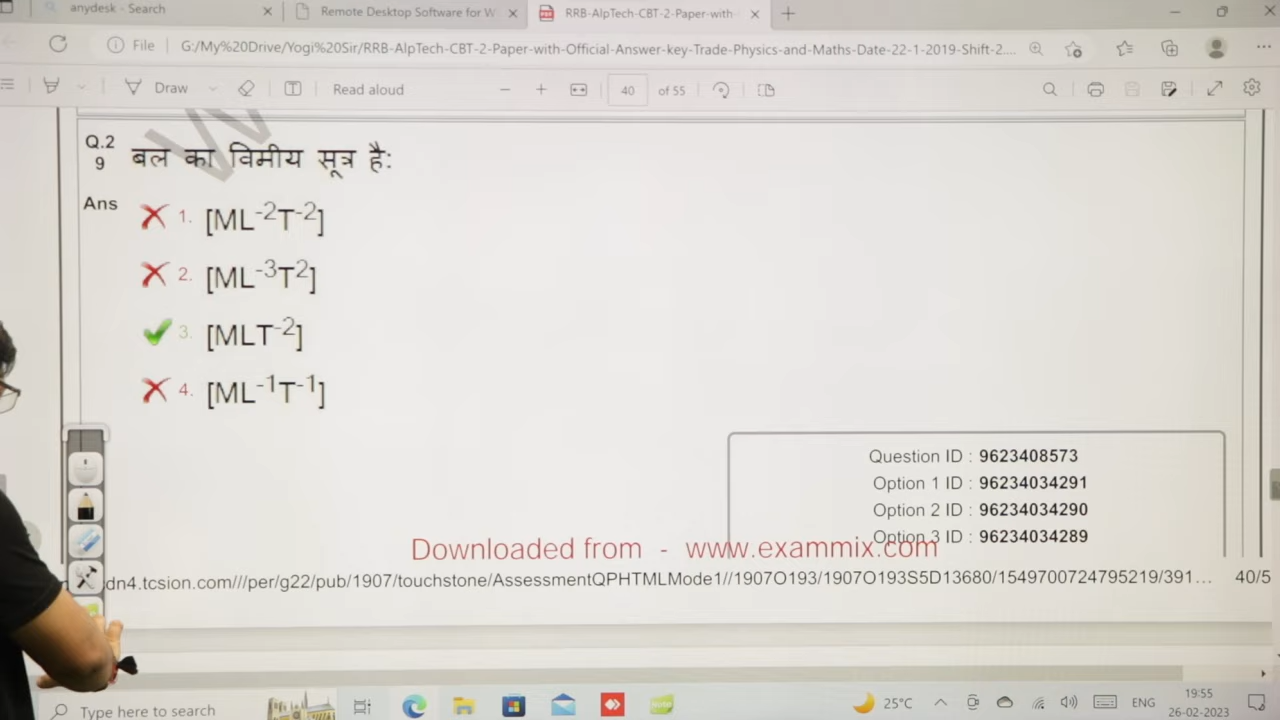 anydesk - Search
Remote Desktop Software for W
RRB-AlpTech-CBT-2-Paper-with-
File
G:/My%20Drive/Yogi%20Sir/RRB-AlpTech-CBT-2-Paper-with-Official-Answer-key-Trade-Physics-and-Maths-Date-22-1-2019-Shift-2....
Draw
Read aloud
40 of 55
Q.29 बल का विमीय सूत्र है:
Ans
1. [ML⁻²T⁻²]
2. [ML⁻³T²]
3. [MLT⁻²]
4. [ML⁻¹T⁻¹]
Question ID : 9623408573
Option 1 ID : 96234034291
Option 2 ID : 96234034290
Option 3 ID : 96234034289
Downloaded from - www.exammix.com
dn4.tcsion.com///per/g22/pub/1907/touchstone/AssessmentQPHTMLMode1//1907O193/1907O193S5D13680/1549700724795219/391... 40/5
Type here to search
25°C
ENG
19:55
26-02-2023